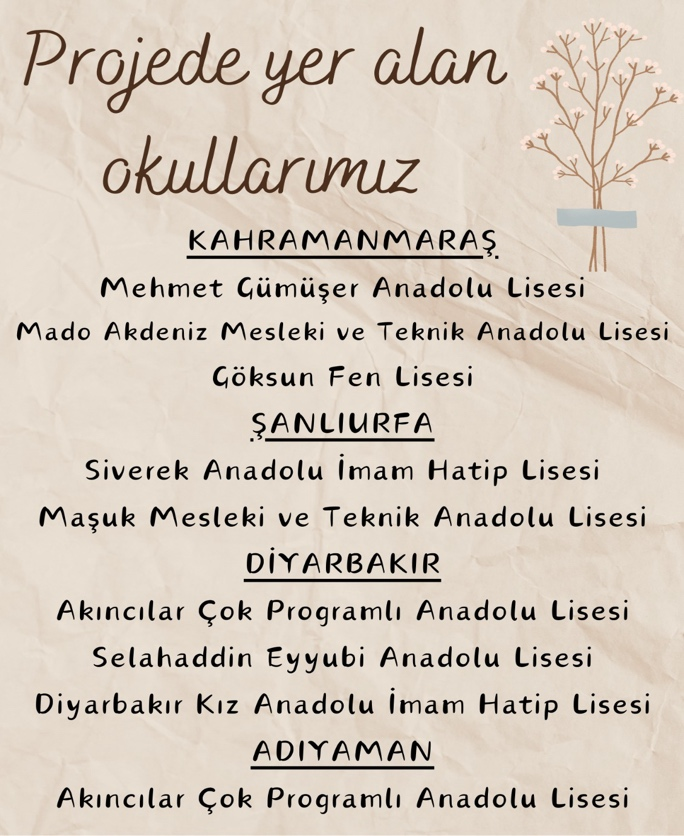 Projede yer alan
okullarımız
KAHRAMANMARAŞ
Mehmet Gümüşer Anadolu Lisesi
Mado Akdeniz Mesleki ve Teknik Anadolu Lisesi
Göksun Fen Lisesi
ŞANLIURFA
Siverek Anadolu İmam Hatip Lisesi
Maşuk Mesleki ve Teknik Anadolu Lisesi
DİYARBAKIR
Akıncılar Çok Programlı Anadolu Lisesi
Selahaddin Eyyubi Anadolu Lisesi
Diyarbakır Kız Anadolu İmam Hatip Lisesi
ADIYAMAN
Akıncılar Çok Programlı Anadolu Lisesi